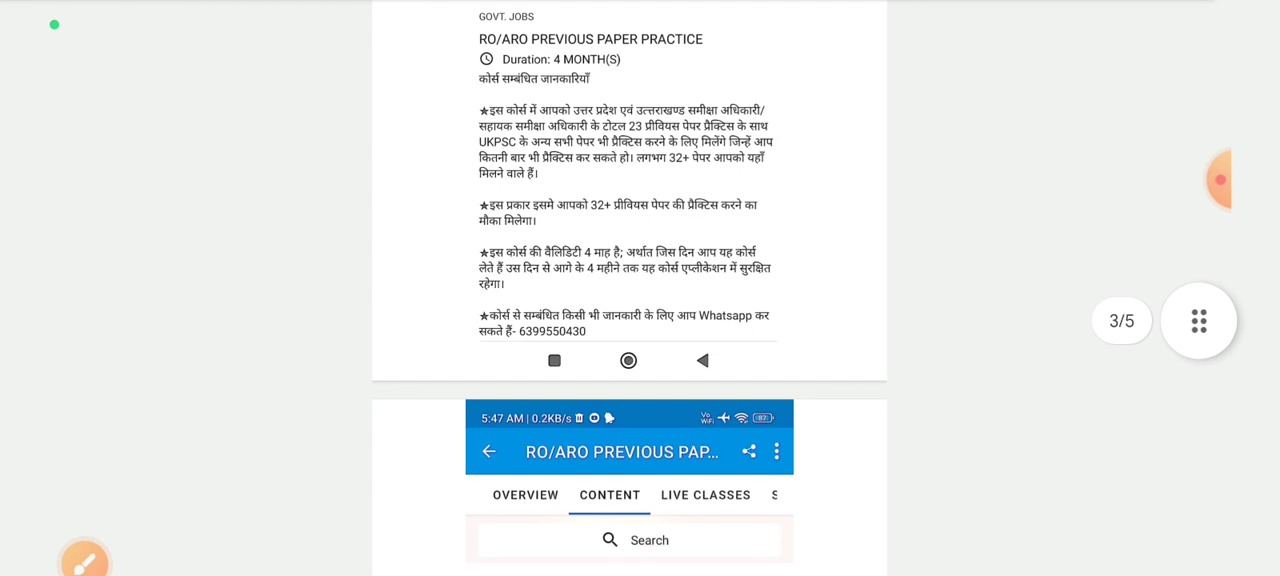 GOVT. JOBS
RO/ARO PREVIOUS PAPER PRACTICE
Duration: 4 MONTH(S)
कोर्स सम्बंधित जानकारियाँ
★इस कोर्स में आपको उत्तर प्रदेश एवं उत्तराखण्ड समीक्षा अधिकारी/
सहायक समीक्षा अधिकारी के टोटल 23 प्रीवियस पेपर प्रैक्टिस के साथ
UKPSC के अन्य सभी पेपर भी प्रैक्टिस करने के लिए मिलेंगे जिन्हें आप
कितनी बार भी प्रैक्टिस कर सकते हो। लगभग 32+ पेपर आपको यहाँ
मिलने वाले हैं।
★इस प्रकार इसमे आपको 32+ प्रीवियस पेपर की प्रैक्टिस करने का
मौका मिलेगा।
★इस कोर्स की वैलिडिटी 4 माह है; अर्थात जिस दिन आप यह कोर्स
लेते हैं उस दिन से आगे के 4 महीने तक यह कोर्स एप्लीकेशन में सुरक्षित
रहेगा।
★कोर्स से सम्बंधित किसी भी जानकारी के लिए आप Whatsapp कर
सकते हैं- 6399550430
3/5
5:47 AM | 0.2KB/s Vo WiFi 87
RO/ARO PREVIOUS PAP...
OVERVIEW CONTENT LIVE CLASSES S
Search